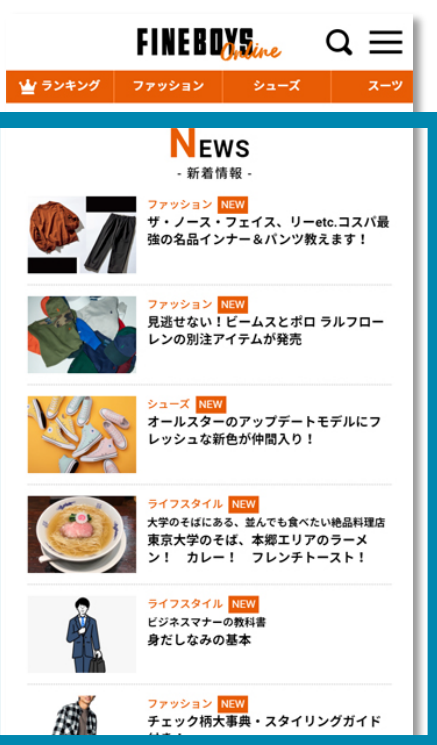 FINEBOYS Online
ランキング ファッション シューズ スーツ
NEWS
- 新着情報 -
ファッション NEW
ザ・ノース・フェイス、リーetc.コスパ最
強の名品インナー＆パンツ教えます！
ファッション NEW
見逃せない！ビームスとポロ ラルフロー
レンの別注アイテムが発売
シューズ NEW
オールスターのアップデートモデルにフ
レッシュな新色が仲間入り！
ライフスタイル NEW
大学のそばにある、並んでも食べたい絶品料理店
東京大学のそば、本郷エリアのラーメ
ン！　カレー！　フレンチトースト！
ライフスタイル NEW
ビジネスマナーの教科書
身だしなみの基本
ファッション NEW
チェック柄大事典・スタイリングガイド